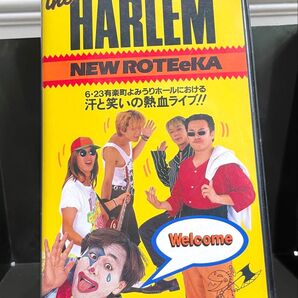 the
HARLEM
NEW ROTEeKA
6・23有楽町よみうりホールにおける
汗と笑いの熱血ライブ!!
Welcome